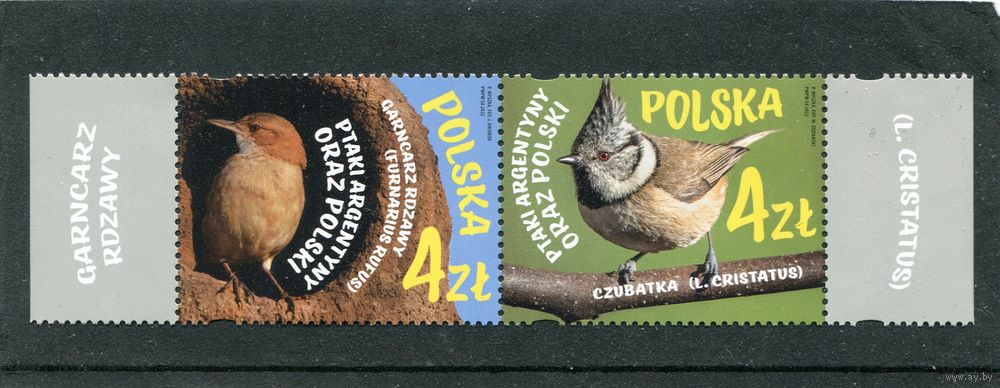 GARNCARZ
RDZAWY
PTAKI ARGENTYNY
ORAZ POLSKI
GARNCARZ RDZAWY
(FURNARIUS RUFUS)
POLSKA
4ZŁ
PTAKI ARGENTYNY
ORAZ POLSKI
POLSKA
4ZŁ
CZUBATKA (L. CRISTATUS)
(L. CRISTATUS)
www.ay.by